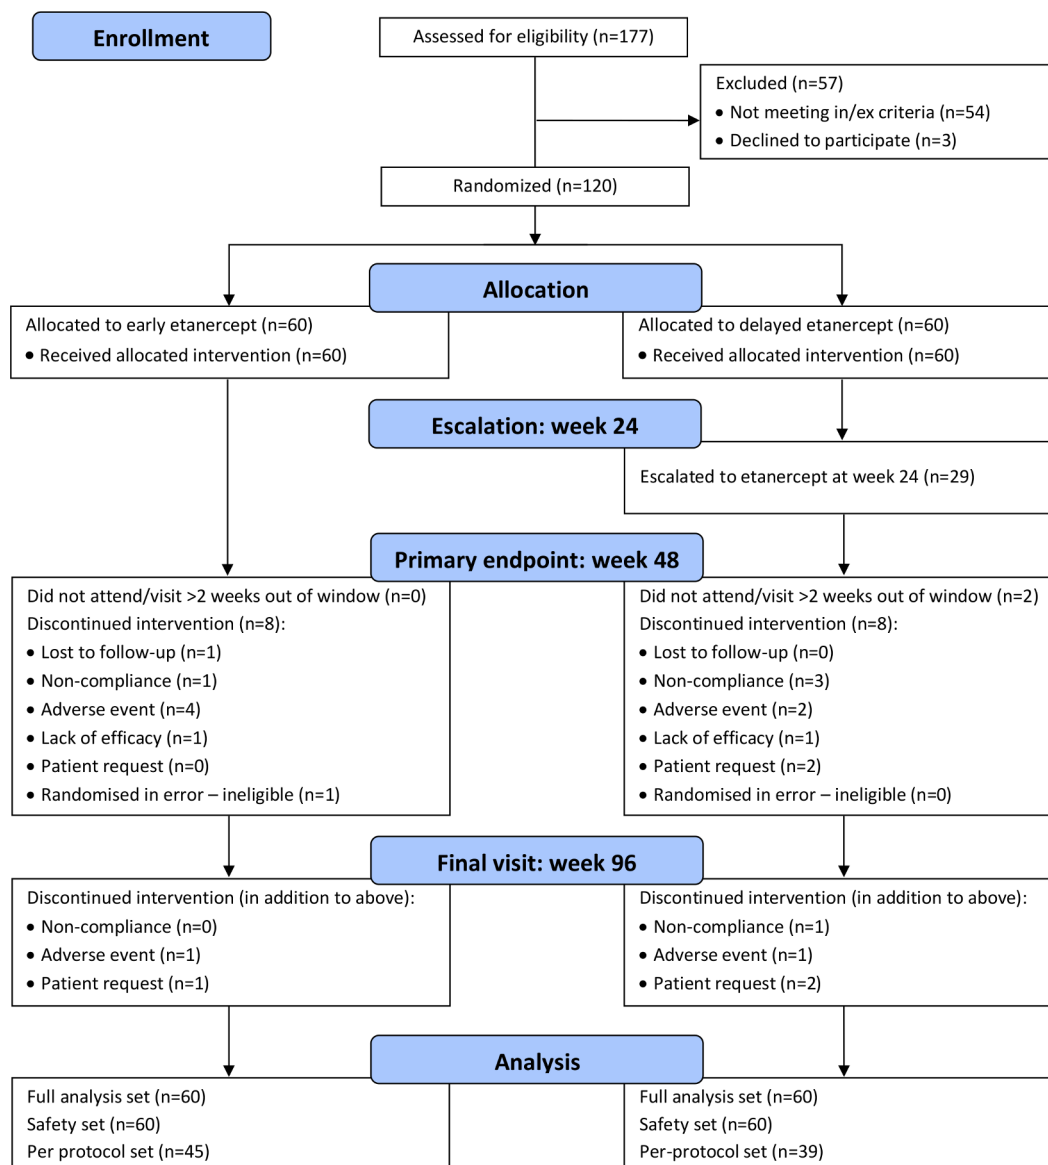 Enrollment
Assessed for eligibility (n=177)
Excluded (n=57)
• Not meeting in/ex criteria (n=54)
• Declined to participate (n=3)
Randomized (n=120)
Allocation
Allocated to early etanercept (n=60)
• Received allocated intervention (n=60)
Allocated to delayed etanercept (n=60)
• Received allocated intervention (n=60)
Escalation: week 24
Escalated to etanercept at week 24 (n=29)
Primary endpoint: week 48
Did not attend/visit >2 weeks out of window (n=0)
Discontinued intervention (n=8):
• Lost to follow-up (n=1)
• Non-compliance (n=1)
• Adverse event (n=4)
• Lack of efficacy (n=1)
• Patient request (n=0)
• Randomised in error – ineligible (n=1)
Did not attend/visit >2 weeks out of window (n=2)
Discontinued intervention (n=8):
• Lost to follow-up (n=0)
• Non-compliance (n=3)
• Adverse event (n=2)
• Lack of efficacy (n=1)
• Patient request (n=2)
• Randomised in error – ineligible (n=0)
Final visit: week 96
Discontinued intervention (in addition to above):
• Non-compliance (n=0)
• Adverse event (n=1)
• Patient request (n=1)
Discontinued intervention (in addition to above):
• Non-compliance (n=1)
• Adverse event (n=1)
• Patient request (n=2)
Analysis
Full analysis set (n=60)
Safety set (n=60)
Per protocol set (n=45)
Full analysis set (n=60)
Safety set (n=60)
Per-protocol set (n=39)